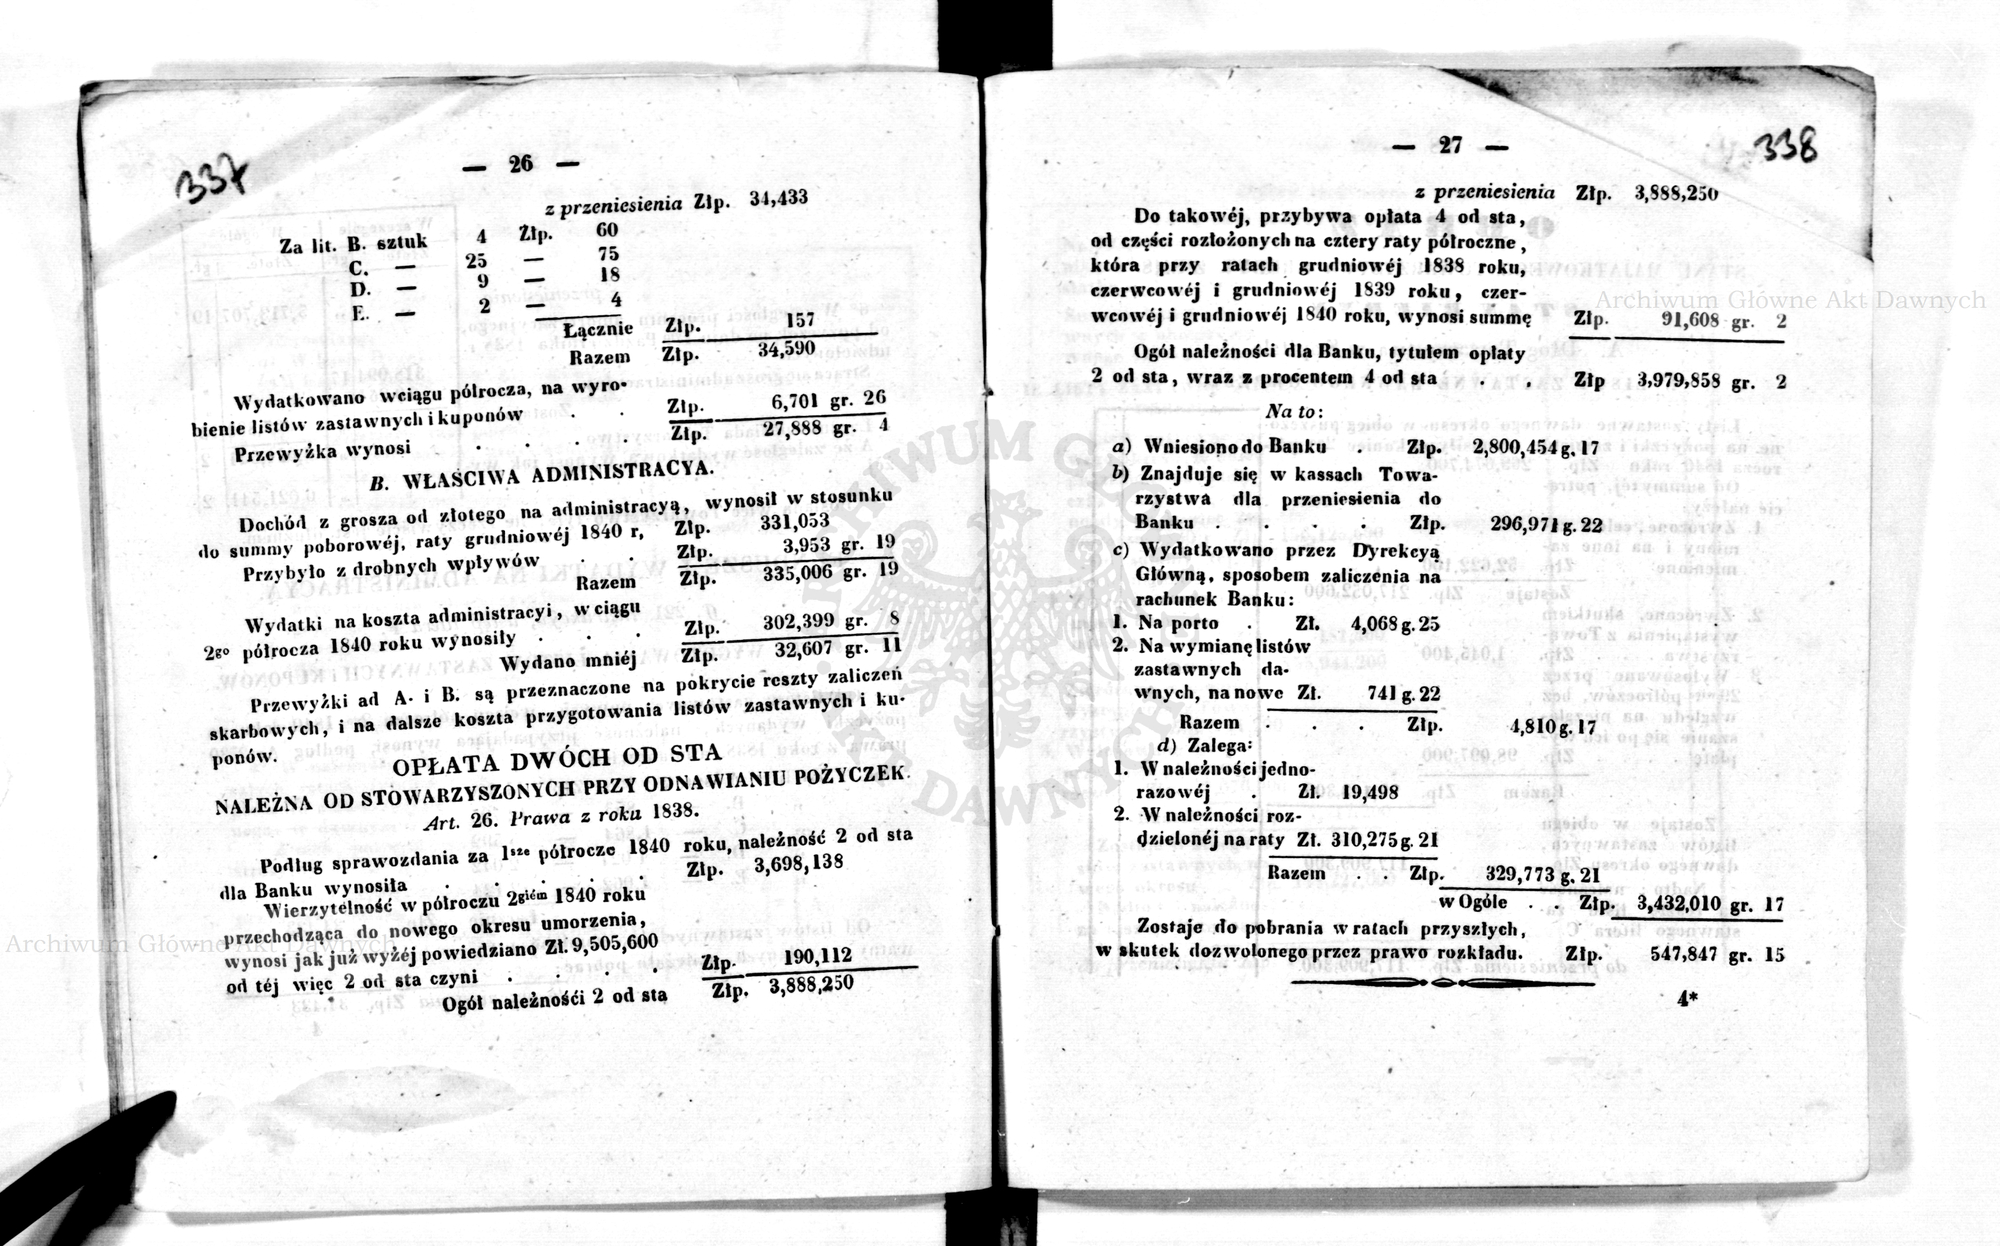 337
— 26 —
z przeniesienia Złp. 34,433
Za lit. B. sztuk 4 Złp. 60
C. — 25 — 75
D. — 9 — 18
E. — 2 — 4
Łącznie Złp. 157
Razem Złp. 34,590
Wydatkowano wciągu półrocza, na wyro-
bienie listów zastawnych i kuponów . . Złp. 6,701 gr. 26
Przewyżka wynosi . . . . Złp. 27,888 gr. 4
B. WŁAŚCIWA ADMINISTRACYA.
Dochód z grosza od złotego na administracyą, wynosił w stosunku
do summy poborowéj, raty grudniowéj 1840 r, Złp. 331,053
Przybyło z drobnych wpływów . . Złp. 3,953 gr. 19
Razem Złp. 335,006 gr. 19
Wydatki na koszta administracyi, wciągu
2go półrocza 1840 roku wynosiły . . . Złp. 302,399 gr. 8
Wydano mniéj Złp. 32,607 gr. 11
Przewyżki ad A. i B. są przeznaczone na pokrycie reszty zaliczeń
skarbowych, i na dalsze koszta przygotowania listów zastawnych i ku-
ponów.
OPŁATA DWÓCH OD STA
NALEŻNA OD STOWARZYSZONYCH PRZY ODNAWIANIU POŻYCZEK.
Art. 26. Prawa z roku 1838.
Podług sprawozdania za 1sze półrocze 1840 roku, należność 2 od sta
dla Banku wynosiła . . . . . Złp. 3,698,138
Wierzytelność w półroczu 2giém 1840 roku
przechodząca do nowego okresu umorzenia,
wynosi jak już wyżéj powiedziano Zł. 9,505,600
od téj więc 2 od sta czyni . . . . Złp. 190,112
Ogół należnośći 2 od sta Złp. 3,888,250
338
— 27 —
z przeniesienia Złp. 3,888,250
Do takowéj, przybywa opłata 4 od sta,
od części rozłożonych na cztery raty półroczne,
która przy ratach grudniowéj 1838 roku,
czerwcowéj i grudniowéj 1839 roku, czer-
wcowéj i grudniowéj 1840 roku, wynosi summę Złp. 91,608 gr. 2
Ogół należności dla Banku, tytułem opłaty
2 od sta, wraz z procentem 4 od sta . . Złp 3,979,858 gr. 2
Na to:
a) Wniesiono do Banku . Złp. 2,800,454 g. 17
b) Znajduje się w kassach Towa-
rzystwa dla przeniesienia do
Banku . . . . Złp. 296,971 g. 22
c) Wydatkowano przez Dyrekcyą
Główną, sposobem zaliczenia na
rachunek Banku:
1. Na porto . Zł. 4,068 g. 25
2. Na wymianę listów
zastawnych da-
wnych, na nowe Zł. 741 g. 22
Razem . . . Złp. 4,810 g. 17
d) Zalega:
1. W należności jedno-
razowéj . Zł. 19,498
2. W należności roz-
dzielonéj na raty Zł. 310,275 g. 21
Razem . . Złp. 329,773 g. 21
w Ogóle . . Złp. 3,432,010 gr. 17
Zostaje do pobrania w ratach przyszłych,
w skutek dozwolonego przez prawo rozkładu. Złp. 547,847 gr. 15
4*
Archiwum Główne Akt Dawnych
Archiwum Główne Akt Dawnych
ARCHIWUM GŁÓWNE AKT DAWNYCH